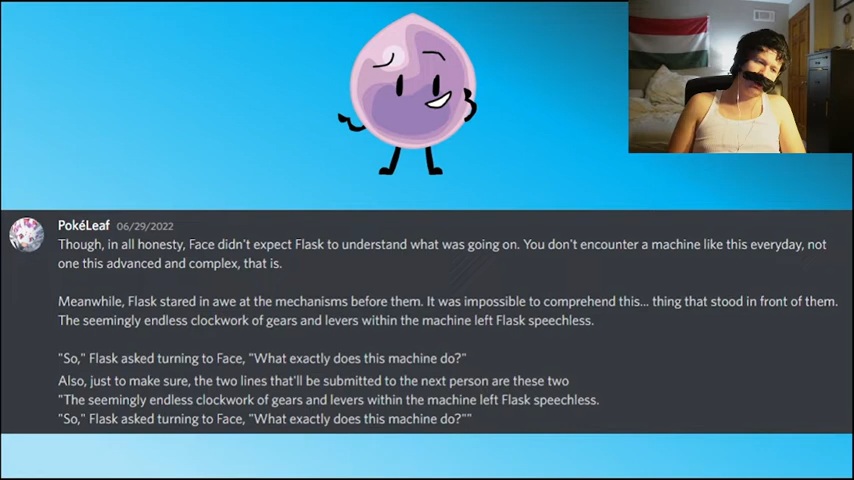 PokéLeaf 06/29/2022
Though, in all honesty, Face didn't expect Flask to understand what was going on. You don't encounter a machine like this everyday, not
one this advanced and complex, that is.
Meanwhile, Flask stared in awe at the mechanisms before them. It was impossible to comprehend this... thing that stood in front of them.
The seemingly endless clockwork of gears and levers within the machine left Flask speechless.
"So," Flask asked turning to Face, "What exactly does this machine do?"
Also, just to make sure, the two lines that'll be submitted to the next person are these two
"The seemingly endless clockwork of gears and levers within the machine left Flask speechless.
"So," Flask asked turning to Face, "What exactly does this machine do?""